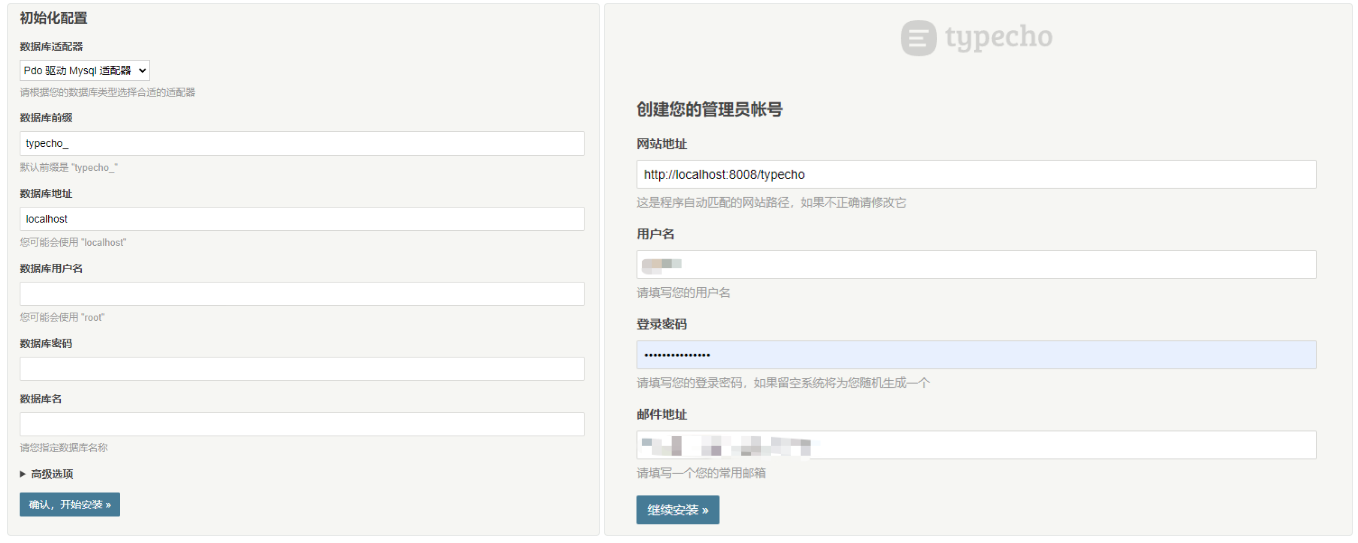 初始化配置
数据库适配器
Pdo 驱动 Mysql 适配器
请根据您的数据库类型选择合适的适配器
数据库前缀
typecho_
默认前缀是 "typecho_"
数据库地址
localhost
您可能会使用 "localhost"
数据库用户名
您可能会使用 "root"
数据库密码
数据库名
请您指定数据库名称
高级选项
确认，开始安装 »
typecho
创建您的管理员帐号
网站地址
http://localhost:8008/typecho
这是程序自动匹配的网站路径，如果不正确请修改它
用户名
请填写您的用户名
登录密码
•••••••••••••••
请填写您的登录密码，如果留空系统将为您随机生成一个
邮件地址
请填写一个您的常用邮箱
继续安装 »